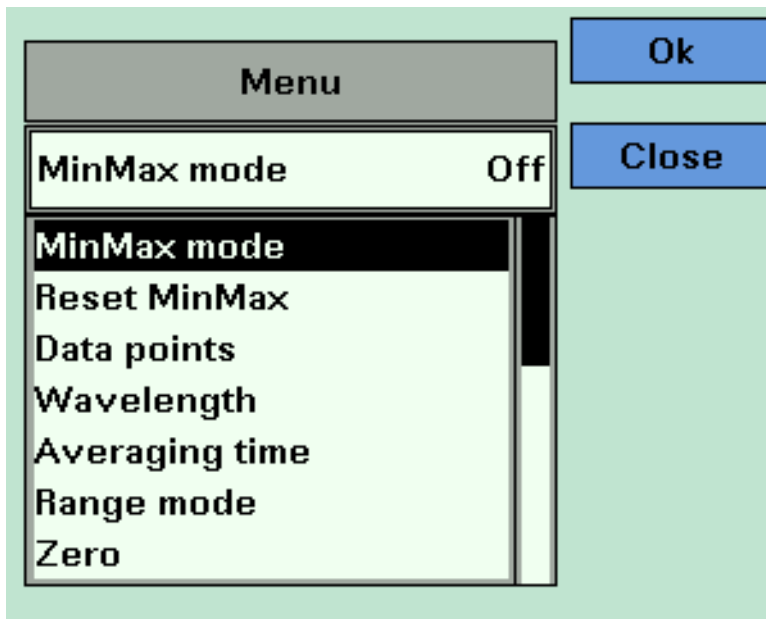 Menu
Ok
MinMax mode Off
Close
MinMax mode
Reset MinMax
Data points
Wavelength
Averaging time
Range mode
Zero